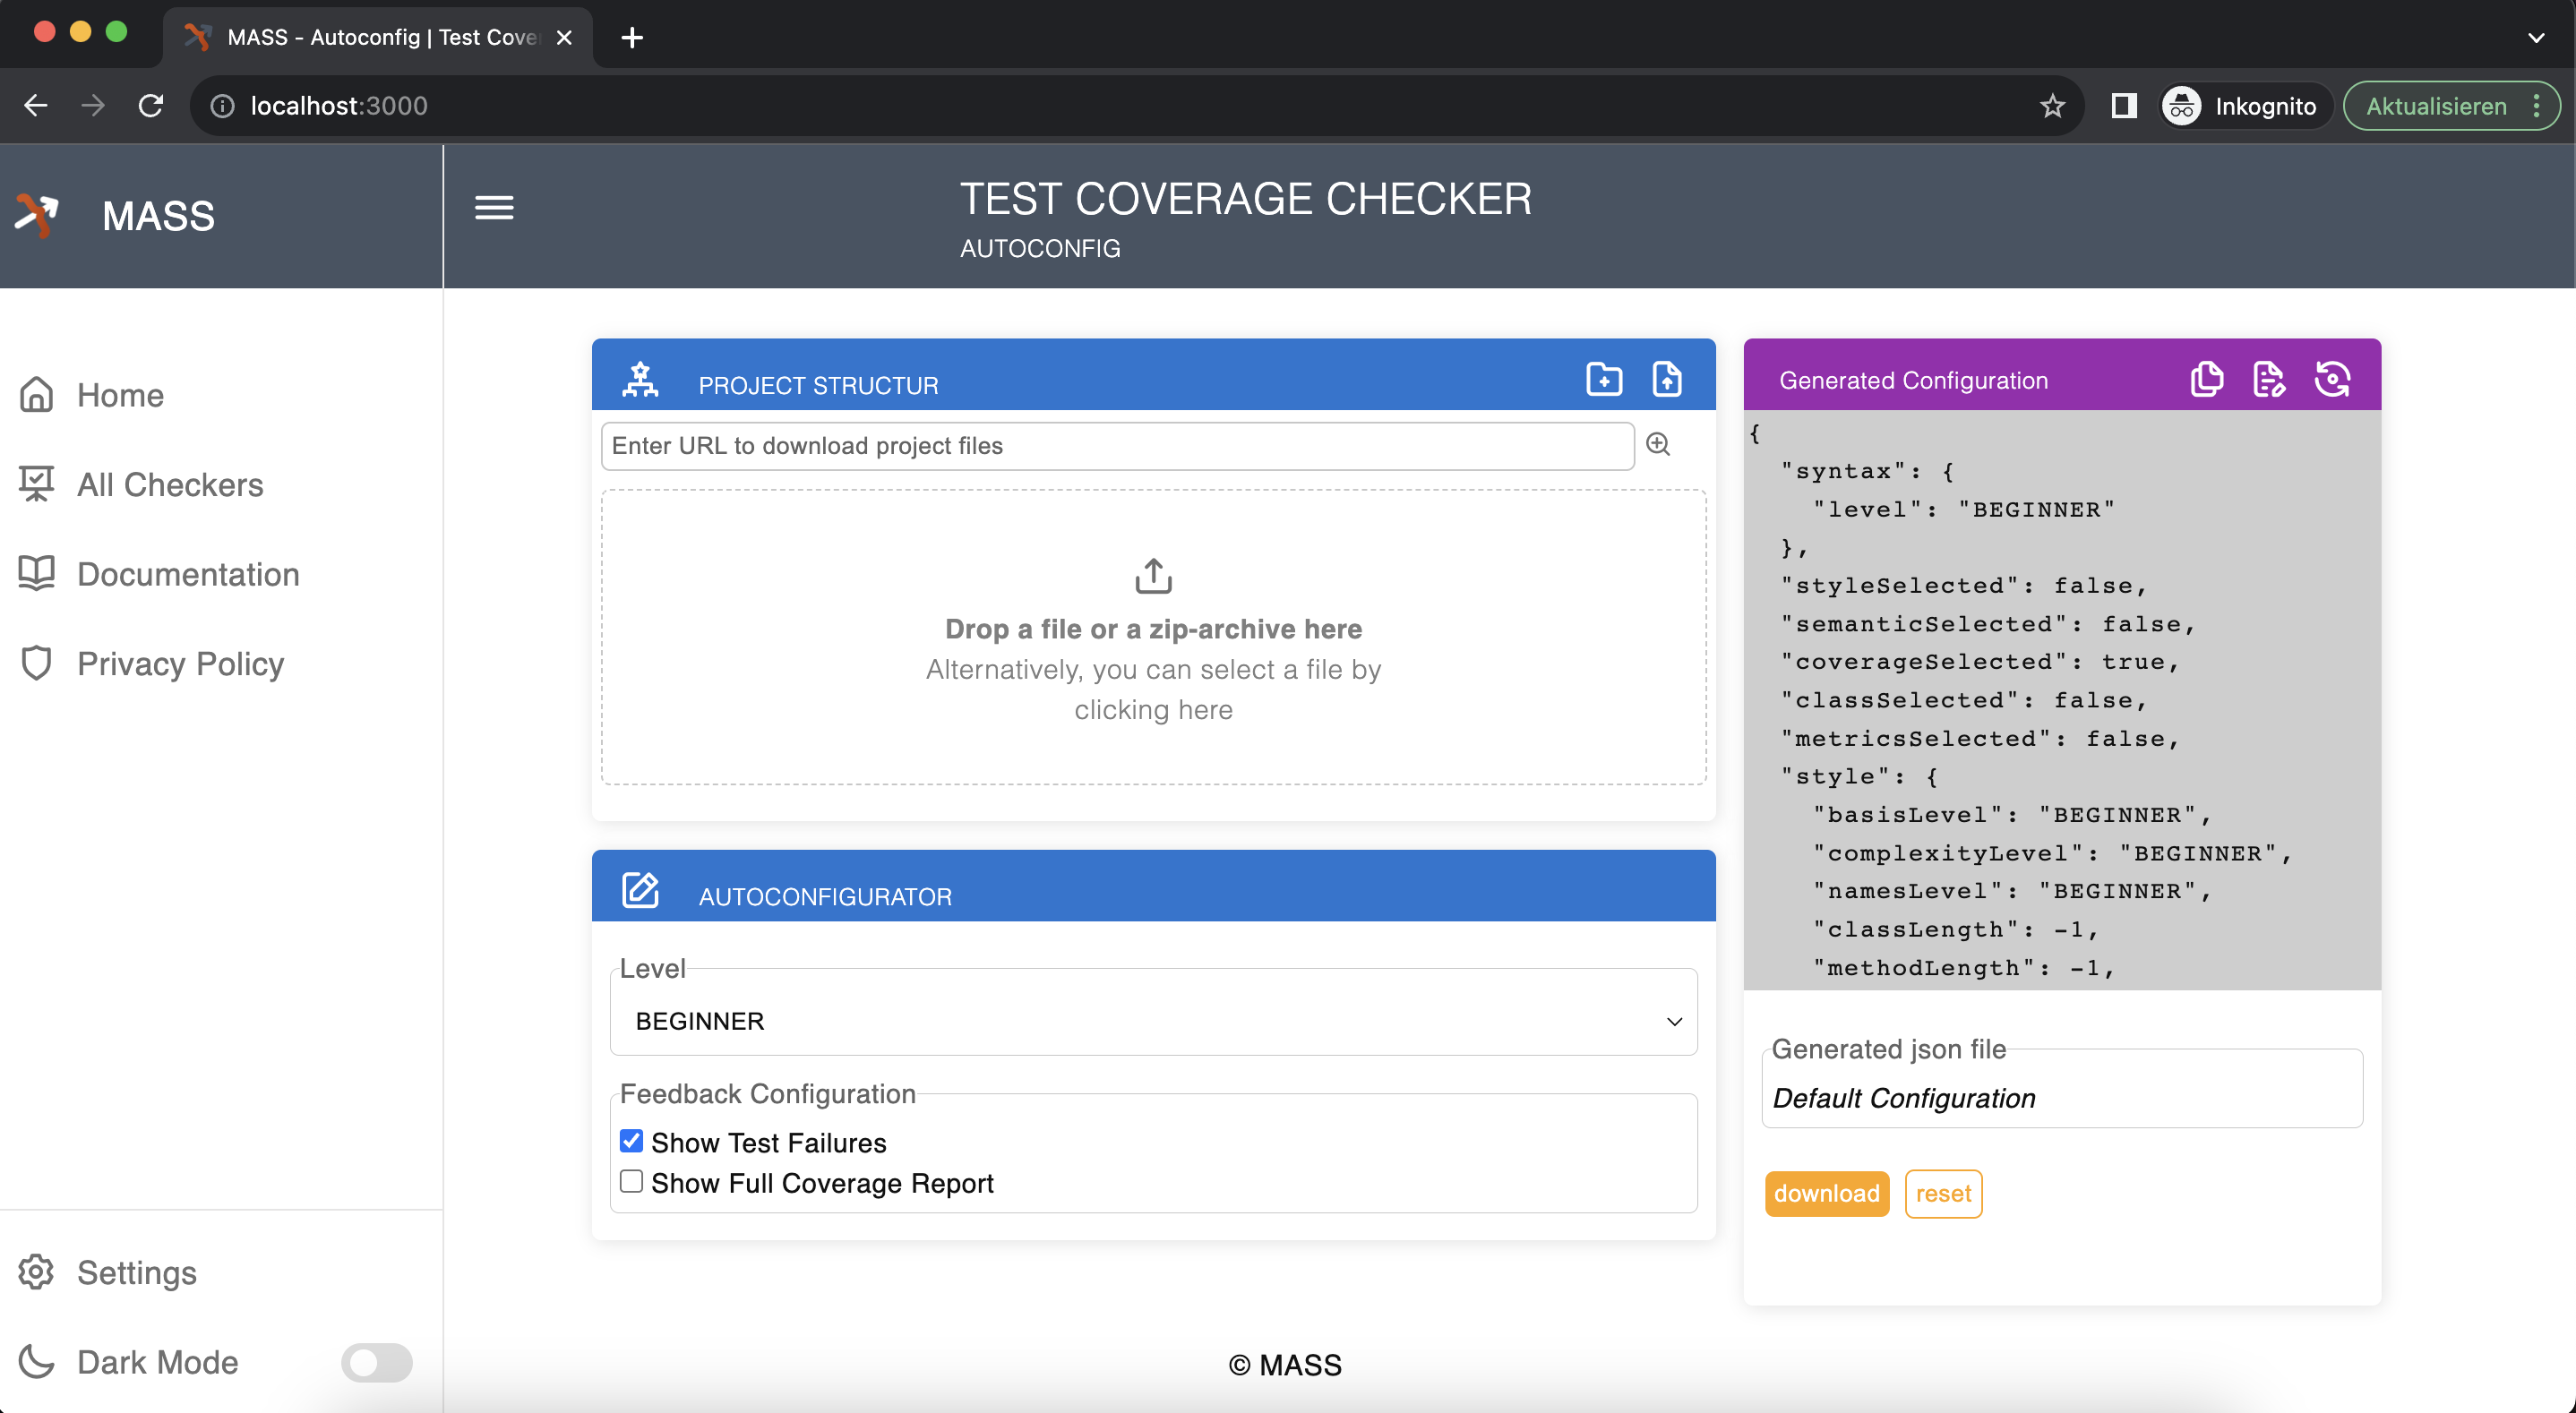 MASS - Autoconfig | Test Cove
localhost:3000
Inkognito
Aktualisieren
MASS
TEST COVERAGE CHECKER
AUTOCONFIG
Home
All Checkers
Documentation
Privacy Policy
Settings
Dark Mode
PROJECT STRUCTUR
Enter URL to download project files
Drop a file or a zip-archive here
Alternatively, you can select a file by
clicking here
AUTOCONFIGURATOR
Level
BEGINNER
Feedback Configuration
Show Test Failures
Show Full Coverage Report
Generated Configuration
{
"syntax": {
"level": "BEGINNER"
},
"styleSelected": false,
"semanticSelected": false,
"coverageSelected": true,
"classSelected": false,
"metricsSelected": false,
"style": {
"basisLevel": "BEGINNER",
"complexityLevel": "BEGINNER",
"namesLevel": "BEGINNER",
"classLength": -1,
"methodLength": -1,
Generated json file
Default Configuration
download
reset
© MASS